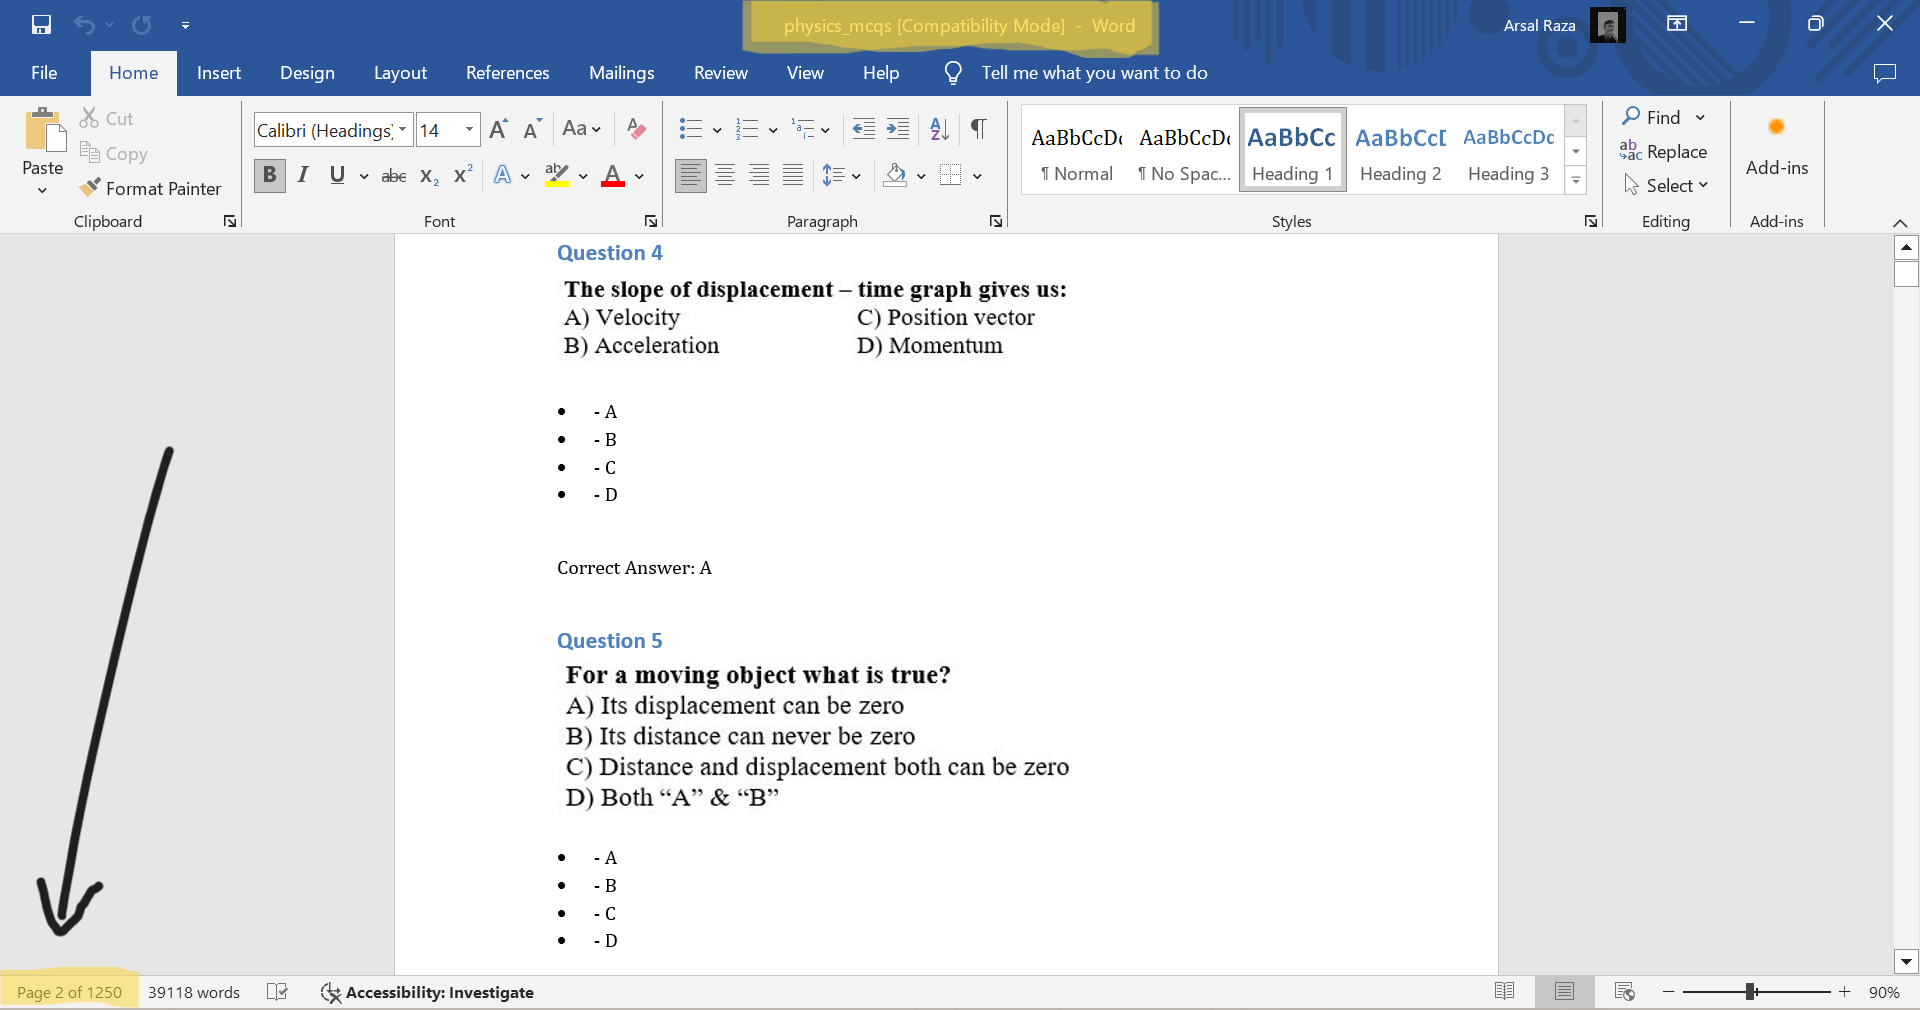 physics_mcqs [Compatibility Mode] - Word
Arsal Raza
File Home Insert Design Layout References Mailings Review View Help Tell me what you want to do
Paste
Cut
Copy
Format Painter
Clipboard
Calibri (Headings) 14
Aa
B I U abc X₂ X² A ab A
Font
Paragraph
AaBbCcDc AaBbCcDc AaBbCc AaBbCcD AaBbCcDd
¶ Normal ¶ No Spac... Heading 1 Heading 2 Heading 3
Styles
Find
Replace
Select
Editing
Add-ins
Add-ins
Question 4
The slope of displacement – time graph gives us:
A) Velocity C) Position vector
B) Acceleration D) Momentum
• - A
• - B
• - C
• - D
Correct Answer: A
Question 5
For a moving object what is true?
A) Its displacement can be zero
B) Its distance can never be zero
C) Distance and displacement both can be zero
D) Both “A” & “B”
• - A
• - B
• - C
• - D
Page 2 of 1250 39118 words Accessibility: Investigate 90%